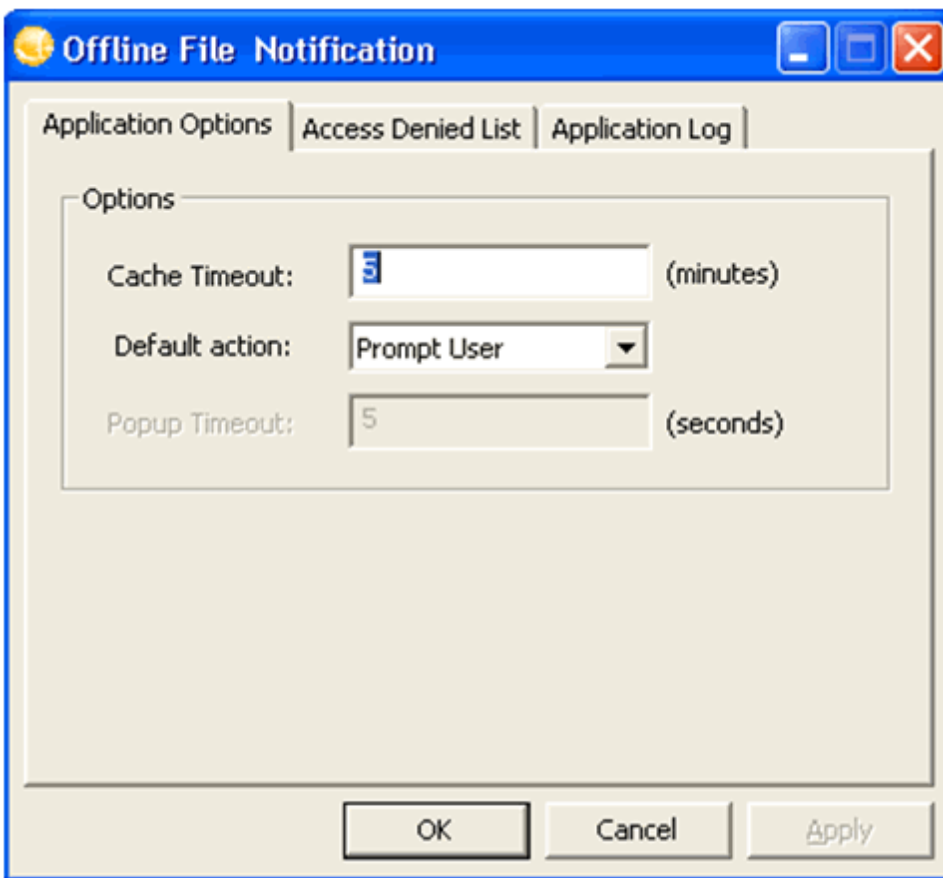 Offline File Notification
Application Options Access Denied List Application Log
Options
Cache Timeout: 5 (minutes)
Default action: Prompt User
Popup Timeout: 5 (seconds)
OK Cancel Apply